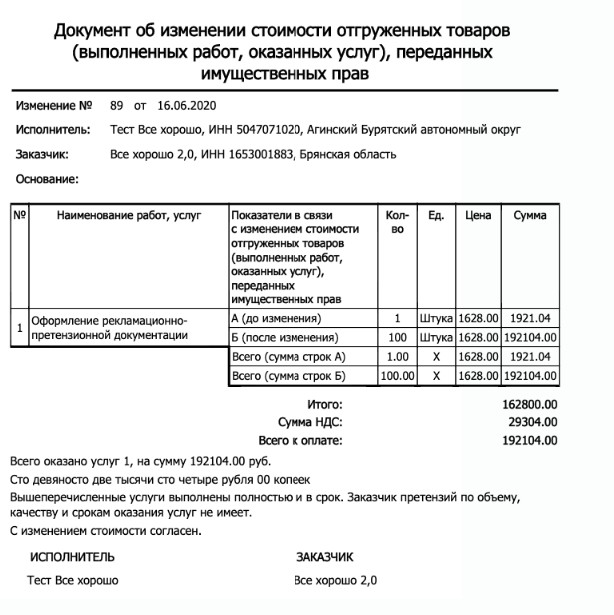 Документ об изменении стоимости отгруженных товаров
(выполненных работ, оказанных услуг), переданных
имущественных прав
Изменение № 89 от 16.06.2020
Исполнитель: Тест Все хорошо, ИНН 5047071020, Агинский Бурятский автономный округ
Заказчик: Все хорошо 2,0, ИНН 1653001883, Брянская область
Основание:
№ Наименование работ, услуг Показатели в связи Кол- Ед. Цена Сумма
с изменением стоимости во
отгруженных товаров
(выполненных работ,
оказанных услуг),
переданных
имущественных прав
1 Оформление рекламационно- А (до изменения) 1 Штука 1628.00 1921.04
претензионной документации Б (после изменения) 100 Штука 1628.00 192104.00
Всего (сумма строк А) 1.00 X 1628.00 1921.04
Всего (сумма строк Б) 100.00 X 1628.00 192104.00
Итого: 162800.00
Сумма НДС: 29304.00
Всего к оплате: 192104.00
Всего оказано услуг 1, на сумму 192104.00 руб.
Сто девяносто две тысячи сто четыре рубля 00 копеек
Вышеперечисленные услуги выполнены полностью и в срок. Заказчик претензий по объему,
качеству и срокам оказания услуг не имеет.
С изменением стоимости согласен.
ИСПОЛНИТЕЛЬ ЗАКАЗЧИК
Тест Все хорошо Все хорошо 2,0